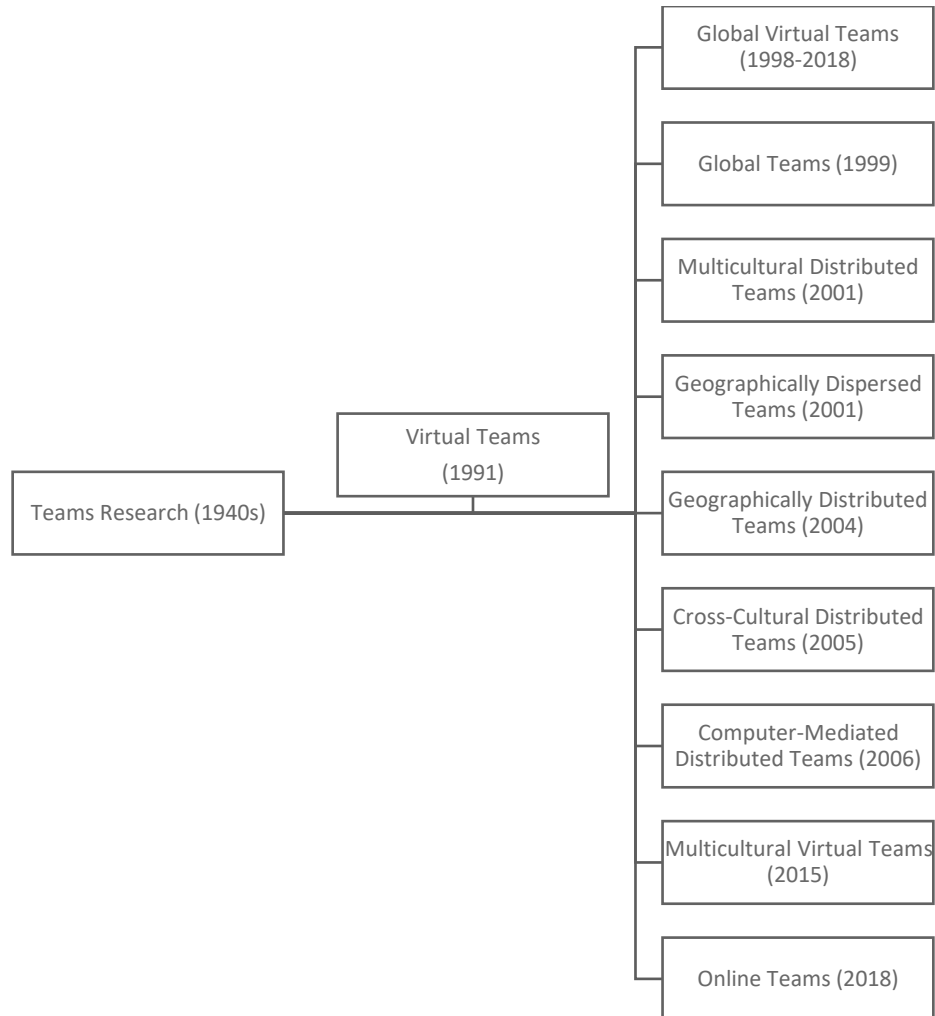 Global Virtual Teams
(1998-2018)
Global Teams (1999)
Multicultural Distributed
Teams (2001)
Geographically Dispersed
Teams (2001)
Virtual Teams
(1991)
Teams Research (1940s)
Geographically Distributed
Teams (2004)
Cross-Cultural Distributed
Teams (2005)
Computer-Mediated
Distributed Teams (2006)
Multicultural Virtual Teams
(2015)
Online Teams (2018)